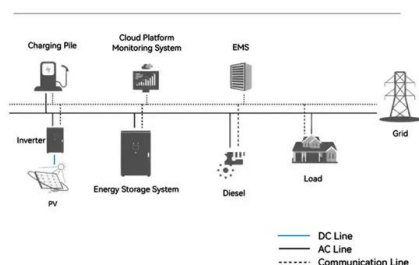 Charging Pile
Cloud Platform
Monitoring System
EMS
Grid
Inverter
PV
Energy Storage System
Diesel
Load
DC Line
AC Line
Communication Line